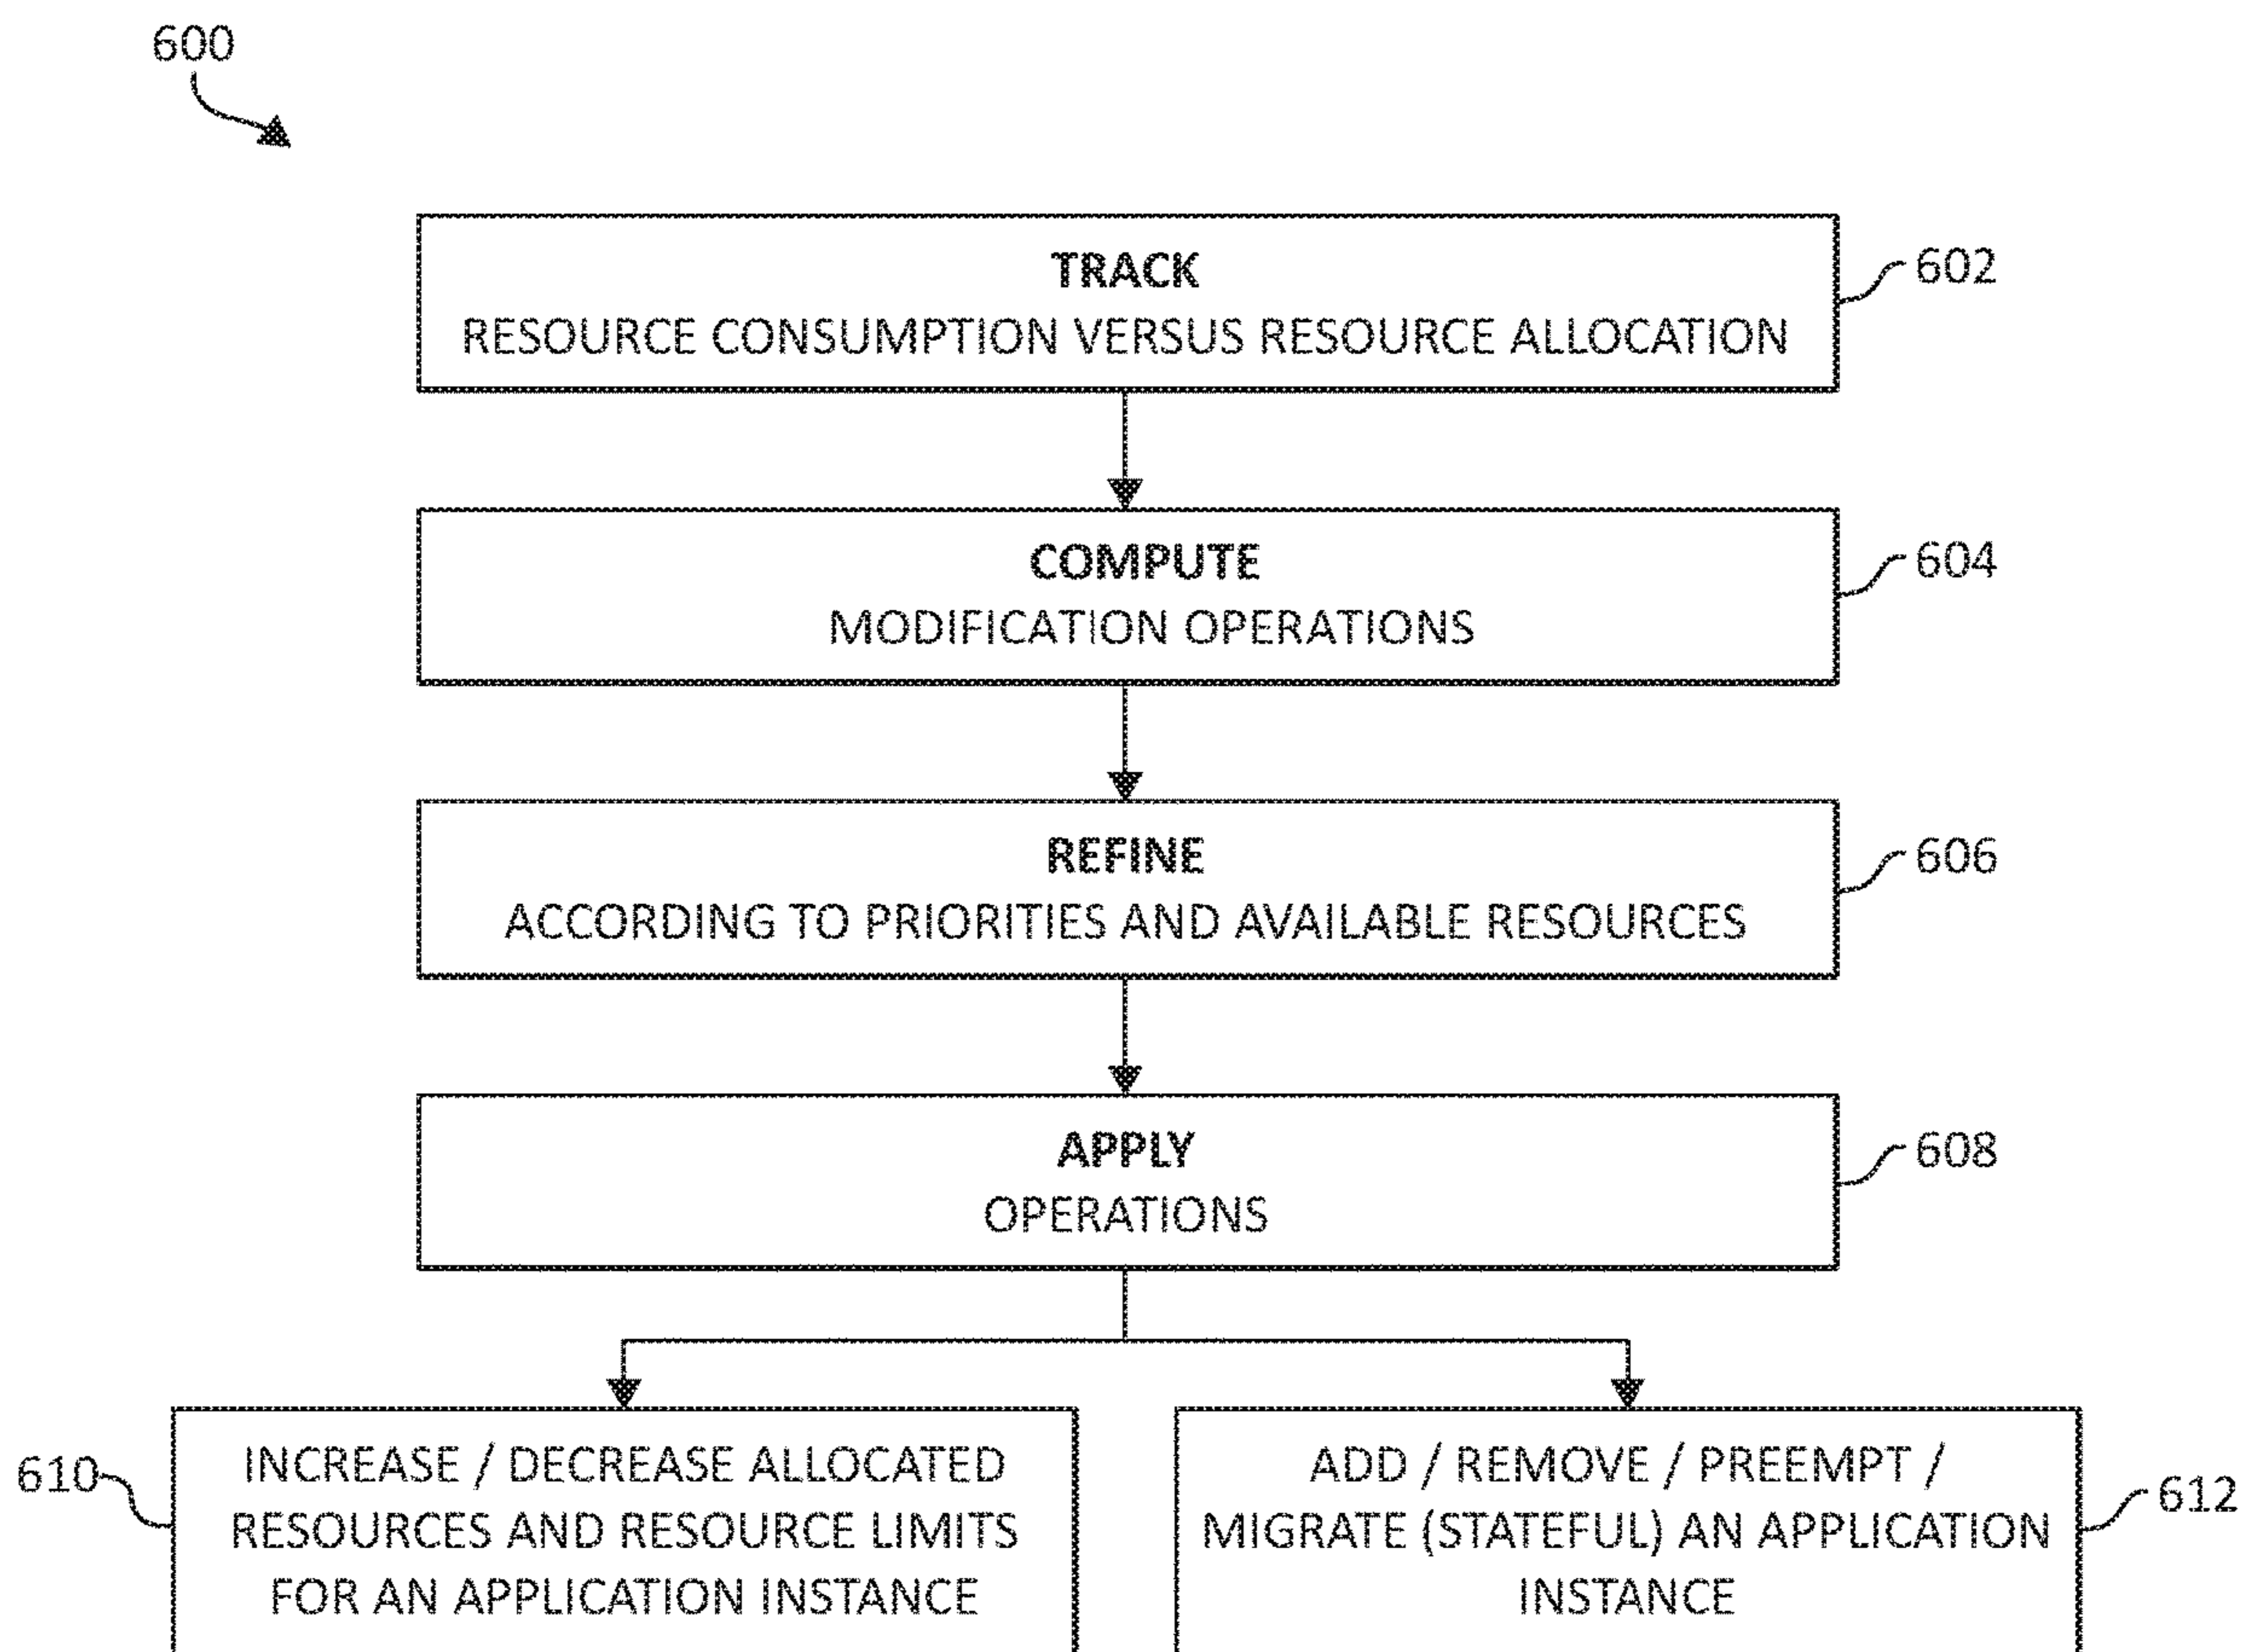 600
TRACK
RESOURCE CONSUMPTION VERSUS RESOURCE ALLOCATION
602
COMPUTE
MODIFICATION OPERATIONS
604
REFINE
ACCORDING TO PRIORITIES AND AVAILABLE RESOURCES
606
APPLY
OPERATIONS
608
610
INCREASE / DECREASE ALLOCATED
RESOURCES AND RESOURCE LIMITS
FOR AN APPLICATION INSTANCE
ADD / REMOVE / PREEMPT /
MIGRATE (STATEFUL) AN APPLICATION
INSTANCE
612